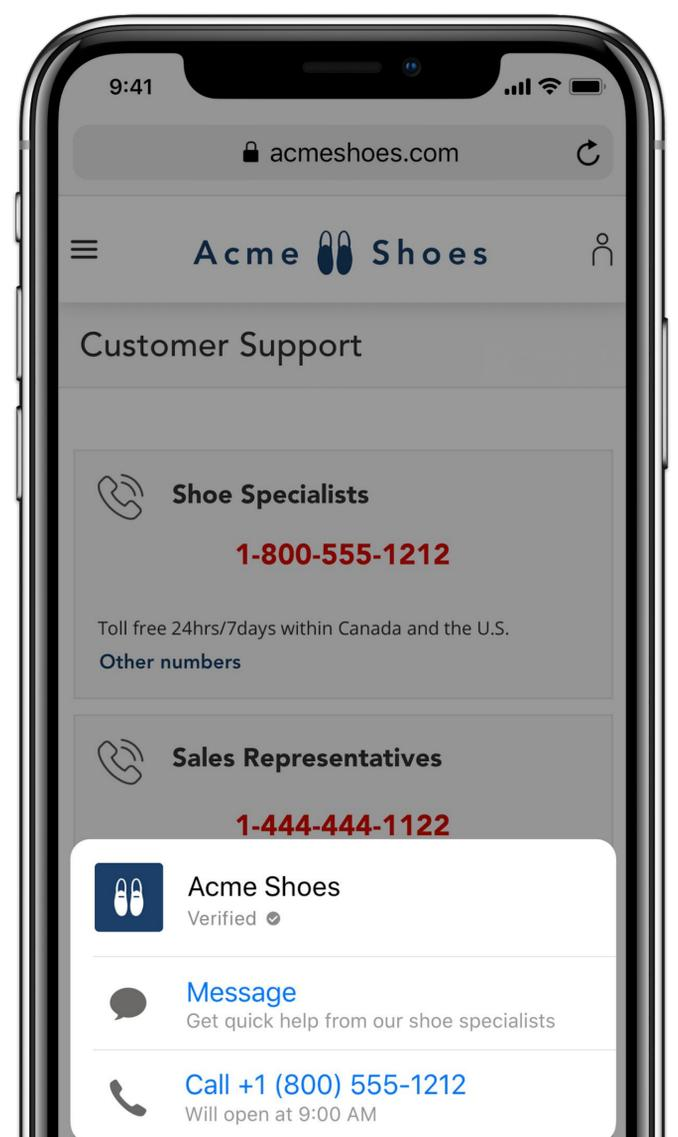 9:41
acmeshoes.com
Acme Shoes
Customer Support
Shoe Specialists
1-800-555-1212
Toll free 24hrs/7days within Canada and the U.S.
Other numbers
Sales Representatives
1-444-444-1122
Acme Shoes
Verified
Message
Get quick help from our shoe specialists
Call +1 (800) 555-1212
Will open at 9:00 AM